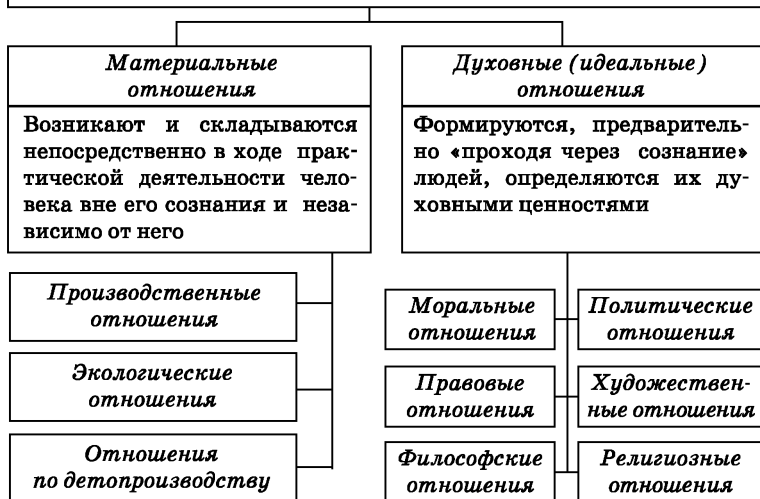 Материальные
отношения
Духовные (идеальные)
отношения
Возникают и складываются
непосредственно в ходе прак-
тической деятельности чело-
века вне его сознания и неза-
висимо от него
Формируются, предваритель-
но «проходя через сознание»
людей, определяются их ду-
ховными ценностями
Производственные
отношения
Экологические
отношения
Отношения
по детопроизводству
Моральные
отношения
Политические
отношения
Правовые
отношения
Художествен-
ные отношения
Философские
отношения
Религиозные
отношения